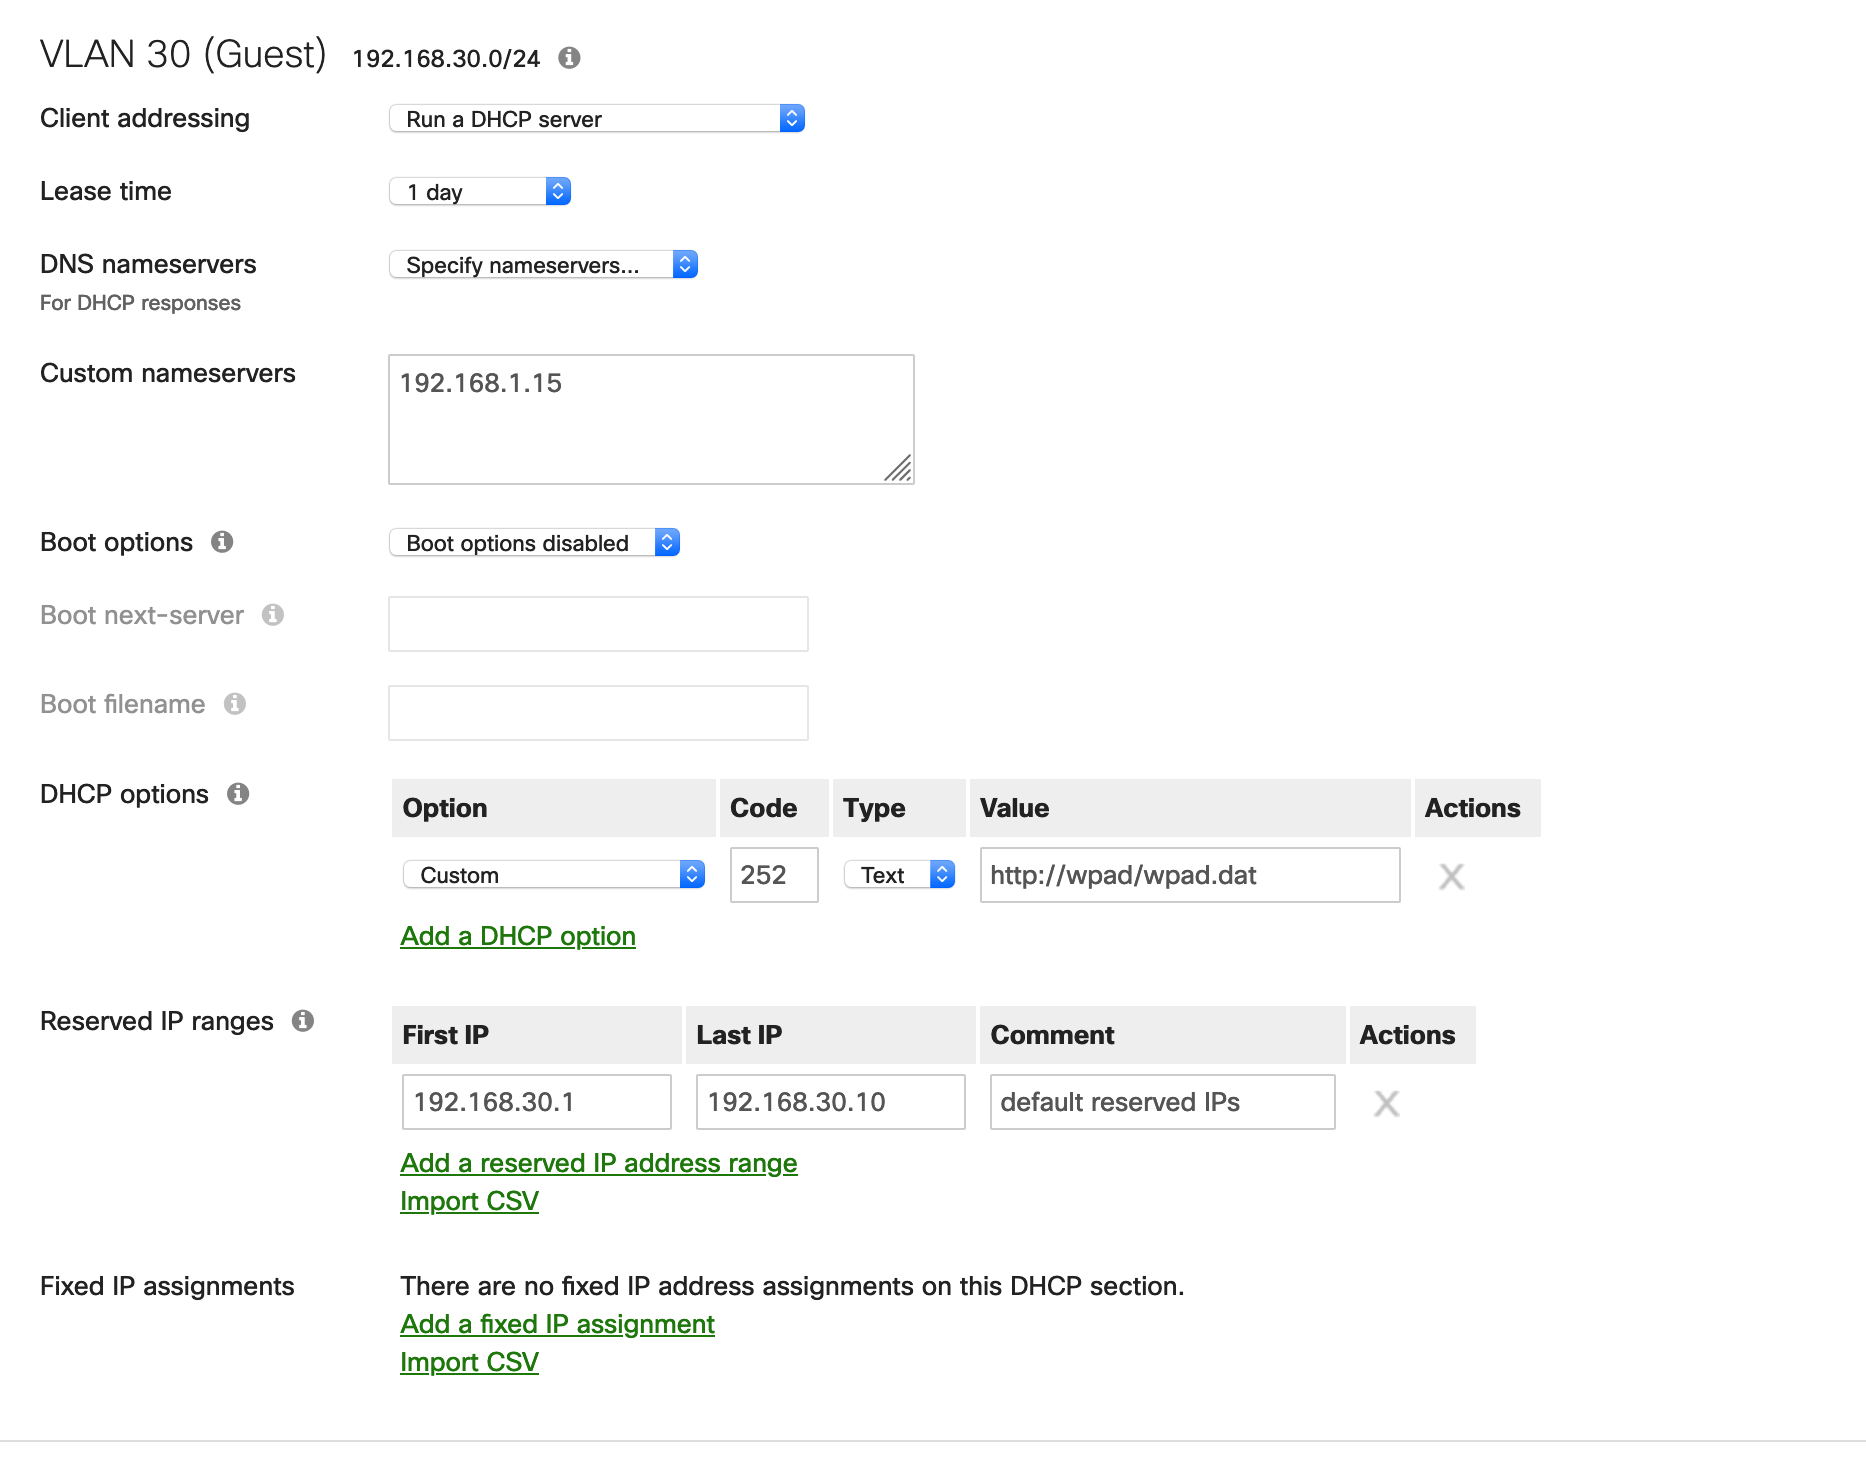 VLAN 30 (Guest) 192.168.30.0/24
Client addressing Run a DHCP server
Lease time 1 day
DNS nameservers Specify nameservers...
For DHCP responses
Custom nameservers 192.168.1.15
Boot options Boot options disabled
Boot next-server
Boot filename
DHCP options Option Code Type Value Actions
Custom 252 Text http://wpad/wpad.dat X
Add a DHCP option
Reserved IP ranges First IP Last IP Comment Actions
192.168.30.1 192.168.30.10 default reserved IPs X
Add a reserved IP address range
Import CSV
Fixed IP assignments There are no fixed IP address assignments on this DHCP section.
Add a fixed IP assignment
Import CSV